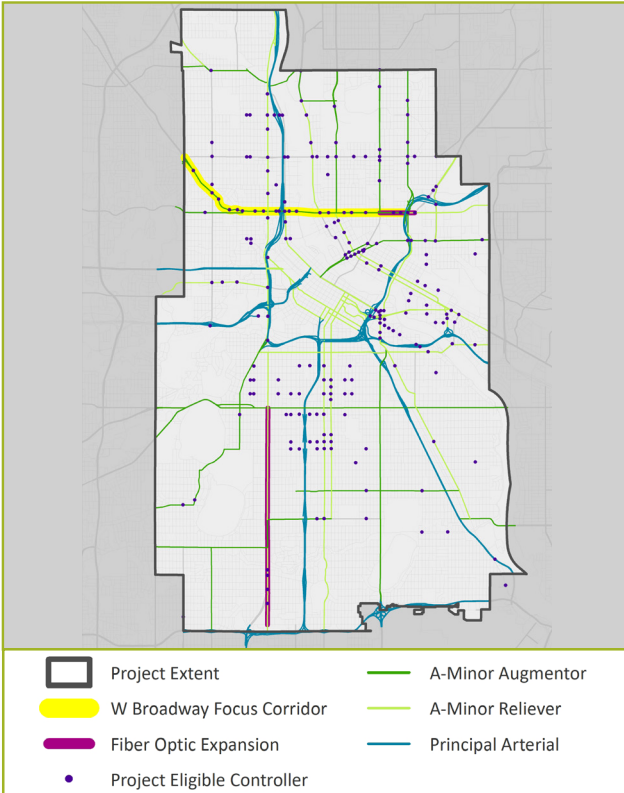 Project Extent
A-Minor Augmentor
W Broadway Focus Corridor
A-Minor Reliever
Fiber Optic Expansion
Principal Arterial
Project Eligible Controller